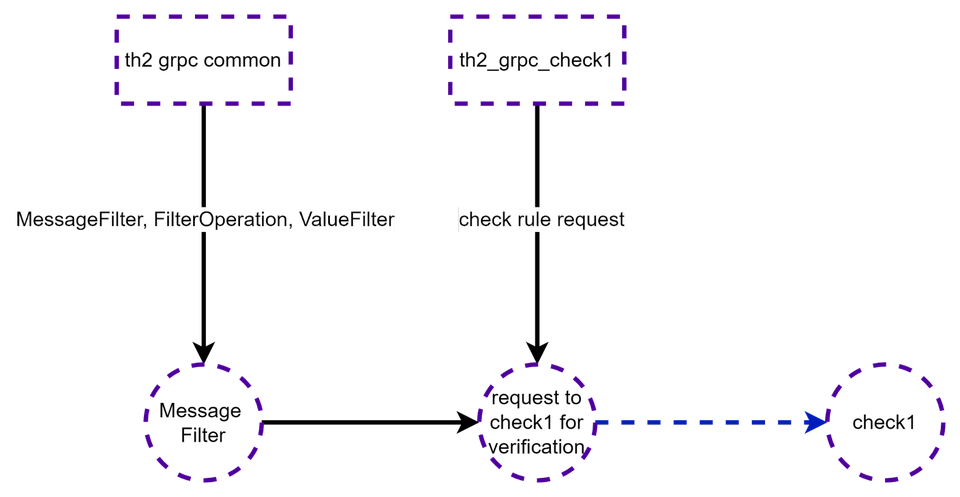 th2 grpc common
th2_grpc_check1
MessageFilter, FilterOperation, ValueFilter
check rule request
Message
Filter
request to
check1 for
verification
check1